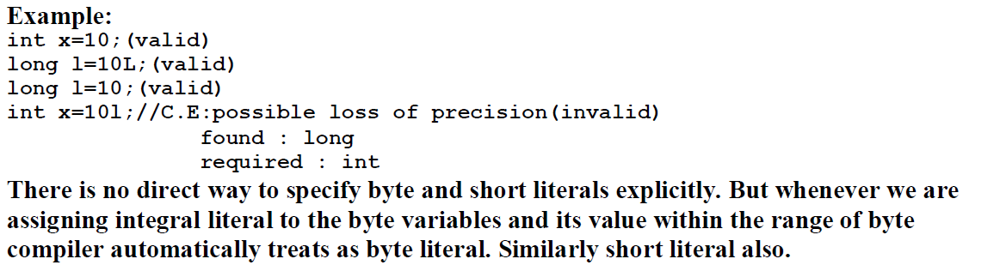 Example:
int x=10;(valid)
long l=10L;(valid)
long l=10;(valid)
int x=10l;//C.E:possible loss of precision(invalid)
found : long
required : int
There is no direct way to specify byte and short literals explicitly. But whenever we are
assigning integral literal to the byte variables and its value within the range of byte
compiler automatically treats as byte literal. Similarly short literal also.